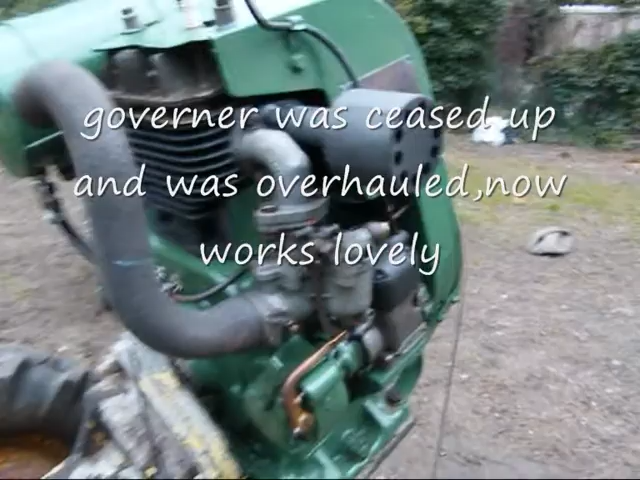 governer was ceased up
and was overhauled,now
works lovely